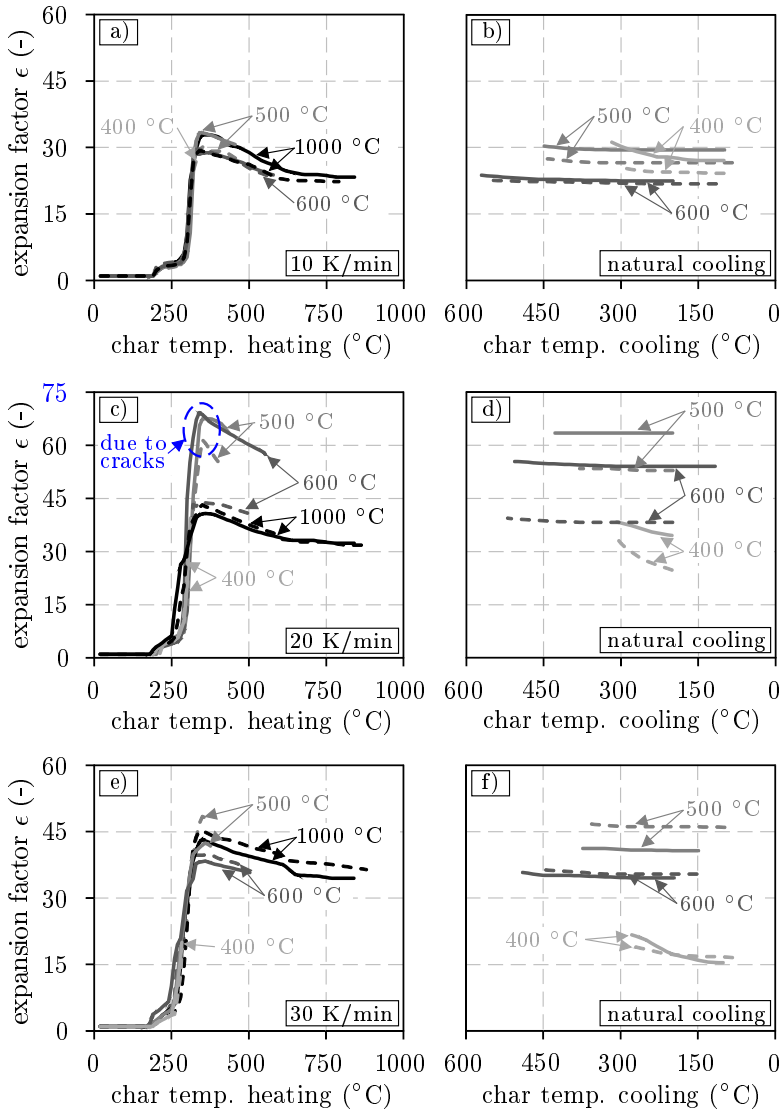 expansion factor ϵ (-)
60
45
30
15
0
a)
400 °C
500 °C
1000 °C
600 °C
10 K/min
0 250 500 750 1000
char temp. heating (°C)
b)
500 °C
400 °C
600 °C
natural cooling
600 450 300 150 0
char temp. cooling (°C)
expansion factor ϵ (-)
75
60
45
30
15
0
c)
due to
cracks
500 °C
600 °C
1000 °C
400 °C
20 K/min
0 250 500 750 1000
char temp. heating (°C)
d)
500 °C
600 °C
400 °C
natural cooling
600 450 300 150 0
char temp. cooling (°C)
expansion factor ϵ (-)
60
45
30
15
0
e)
500 °C
1000 °C
600 °C
400 °C
30 K/min
0 250 500 750 1000
char temp. heating (°C)
f)
500 °C
600 °C
400 °C
natural cooling
600 450 300 150 0
char temp. cooling (°C)